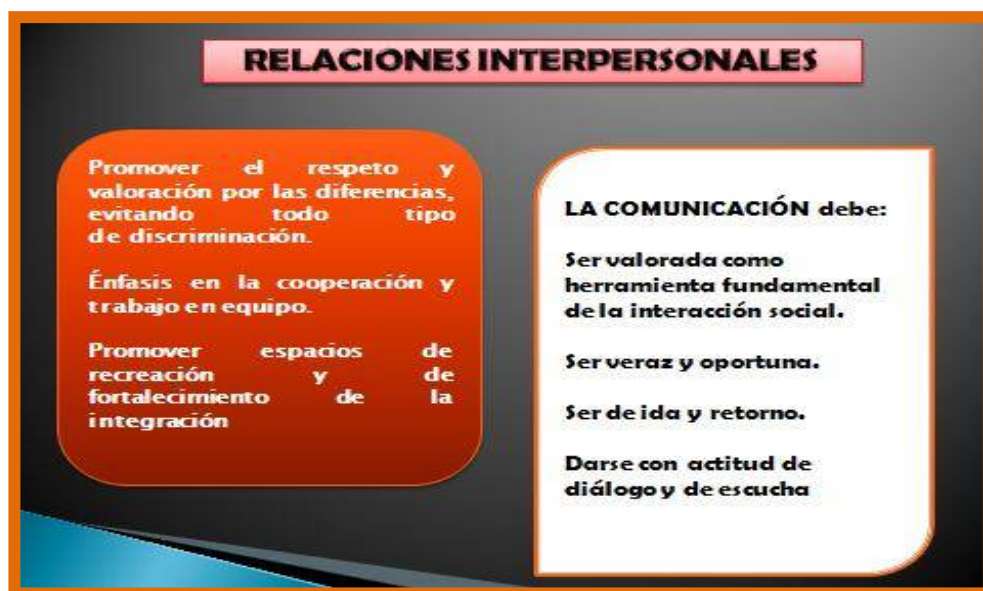 RELACIONES INTERPERSONALES
Promover el respeto y
valoración por las diferencias,
evitando todo tipo
de discriminación.
Énfasis en la cooperación y
trabajo en equipo.
Promover espacios de
recreación y de
fortalecimiento de la
integración
LA COMUNICACIÓN debe:
Ser valorada como
herramienta fundamental
de la interacción social.
Ser veraz y oportuna.
Ser de ida y retorno.
Darse con actitud de
diálogo y de escucha